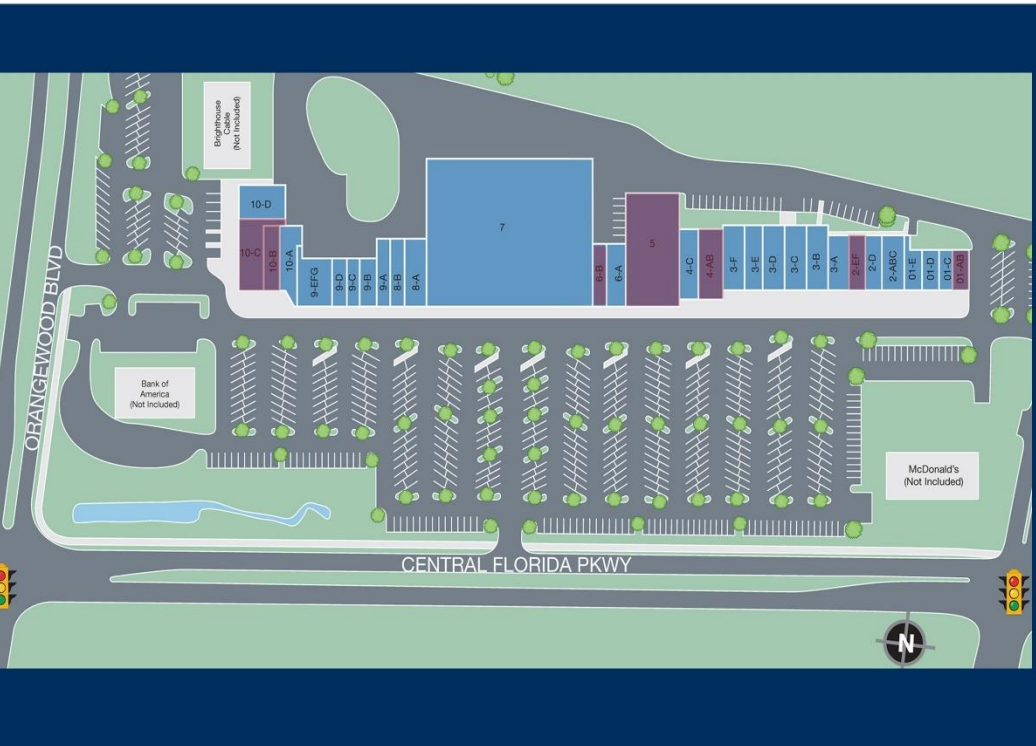 Brighthouse
Cable
(Not Included)
10-D
10-C
10-B
10-A
9-EFG
9-D
9-C
9-B
9-A
8-B
8-A
7
6-B
6-A
5
4-C
4-AB
3-F
3-E
3-D
3-C
3-B
3-A
2-EF
2-D
2-ABC
01-E
01-D
01-C
01-AB
ORANGEWOOD BLVD
Bank of
America
(Not Included)
McDonald's
(Not Included)
CENTRAL FLORIDA PKWY
N